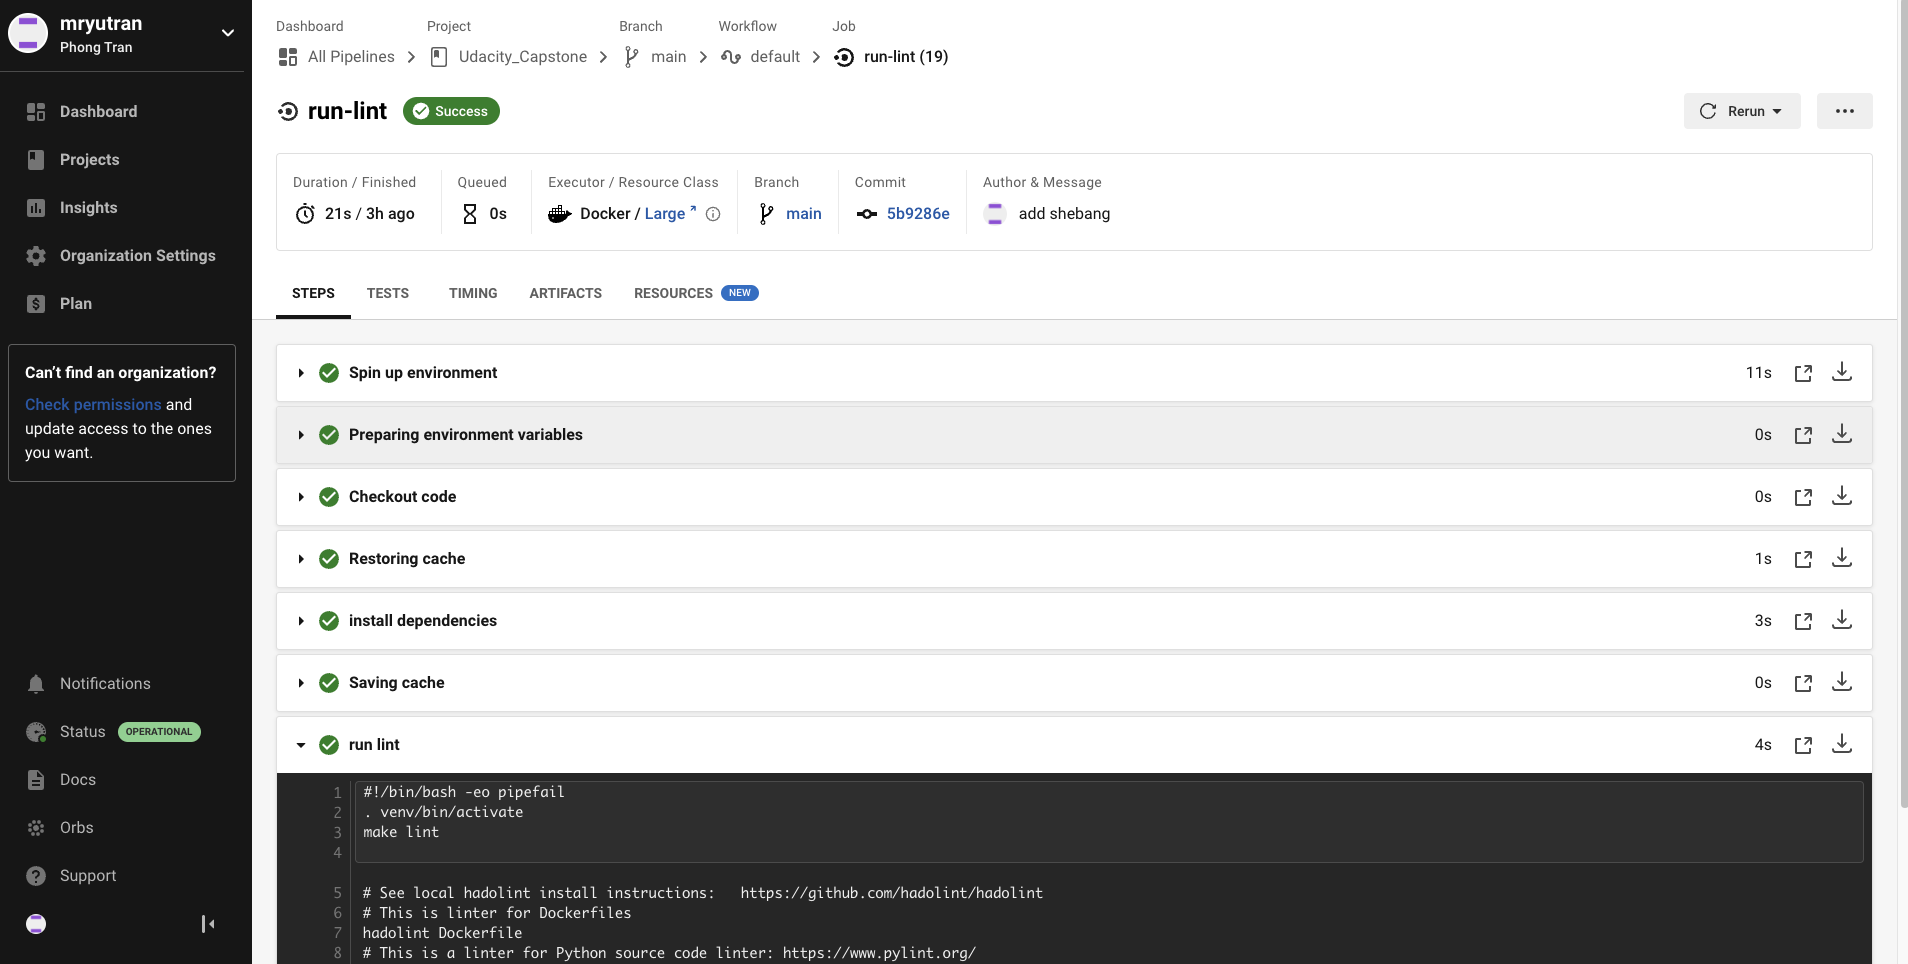 mryutran
Phong Tran
Dashboard
Projects
Insights
Organization Settings
Plan
Can’t find an organization?
Check permissions and
update access to the ones
you want.
Notifications
Status OPERATIONAL
Docs
Orbs
Support
Dashboard Project Branch Workflow Job
All Pipelines Udacity_Capstone main default run-lint (19)
run-lint Success Rerun
Duration / Finished Queued Executor / Resource Class Branch Commit Author & Message
21s / 3h ago 0s Docker / Large main 5b9286e add shebang
STEPS TESTS TIMING ARTIFACTS RESOURCES NEW
Spin up environment 11s
Preparing environment variables 0s
Checkout code 0s
Restoring cache 1s
install dependencies 3s
Saving cache 0s
run lint 4s
1 #!/bin/bash -eo pipefail
2 . venv/bin/activate
3 make lint
4
5 # See local hadolint install instructions:   https://github.com/hadolint/hadolint
6 # This is linter for Dockerfiles
7 hadolint Dockerfile
8 # This is a linter for Python source code linter: https://www.pylint.org/